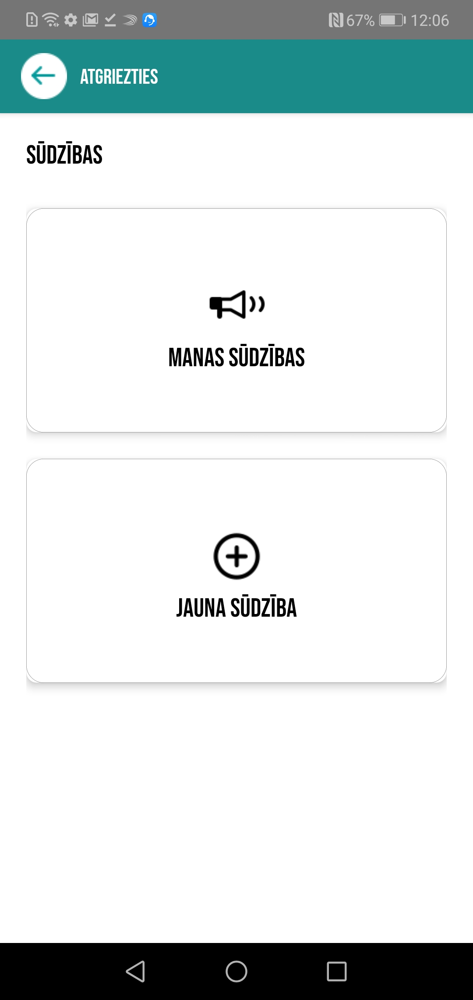 67% 12:06
ATGRIEZTIES
SŪDZĪBAS
MANAS SŪDZĪBAS
JAUNA SŪDZĪBA